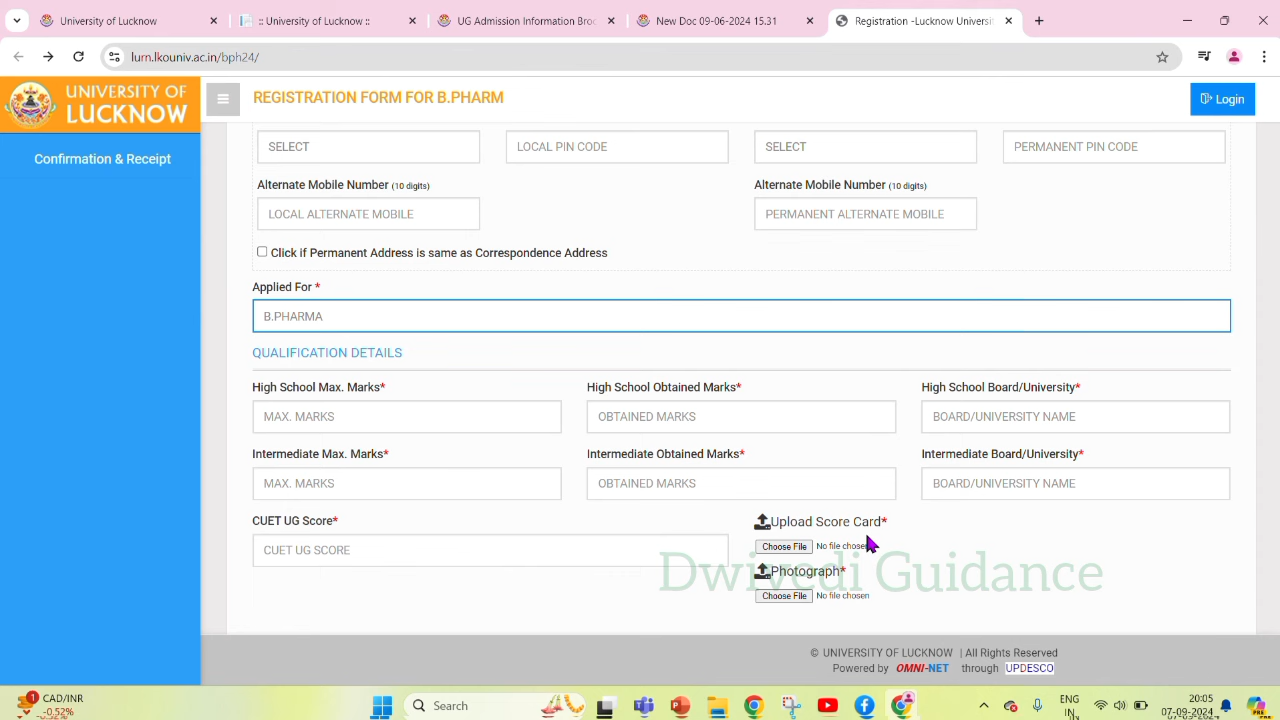 University of Lucknow
:: University of Lucknow ::
UG Admission Information Broc
New Doc 09-06-2024 15.31
Registration -Lucknow Universi
lurn.lkouniv.ac.in/bph24/
UNIVERSITY OF
LUCKNOW
REGISTRATION FORM FOR B.PHARM
Login
Confirmation & Receipt
SELECT
LOCAL PIN CODE
SELECT
PERMANENT PIN CODE
Alternate Mobile Number (10 digits)
Alternate Mobile Number (10 digits)
LOCAL ALTERNATE MOBILE
PERMANENT ALTERNATE MOBILE
Click if Permanent Address is same as Correspondence Address
Applied For *
B.PHARMA
QUALIFICATION DETAILS
High School Max. Marks*
High School Obtained Marks*
High School Board/University*
MAX. MARKS
OBTAINED MARKS
BOARD/UNIVERSITY NAME
Intermediate Max. Marks*
Intermediate Obtained Marks*
Intermediate Board/University*
MAX. MARKS
OBTAINED MARKS
BOARD/UNIVERSITY NAME
CUET UG Score*
Upload Score Card*
CUET UG SCORE
Choose File No file chosen
Photograph*
Dwivedi Guidance
Choose File No file chosen
© UNIVERSITY OF LUCKNOW | All Rights Reserved
Powered by OMNI-NET through UPDESCO
1
CAD/INR
-0.52%
Search
ENG
IN
20:05
07-09-2024
PRE